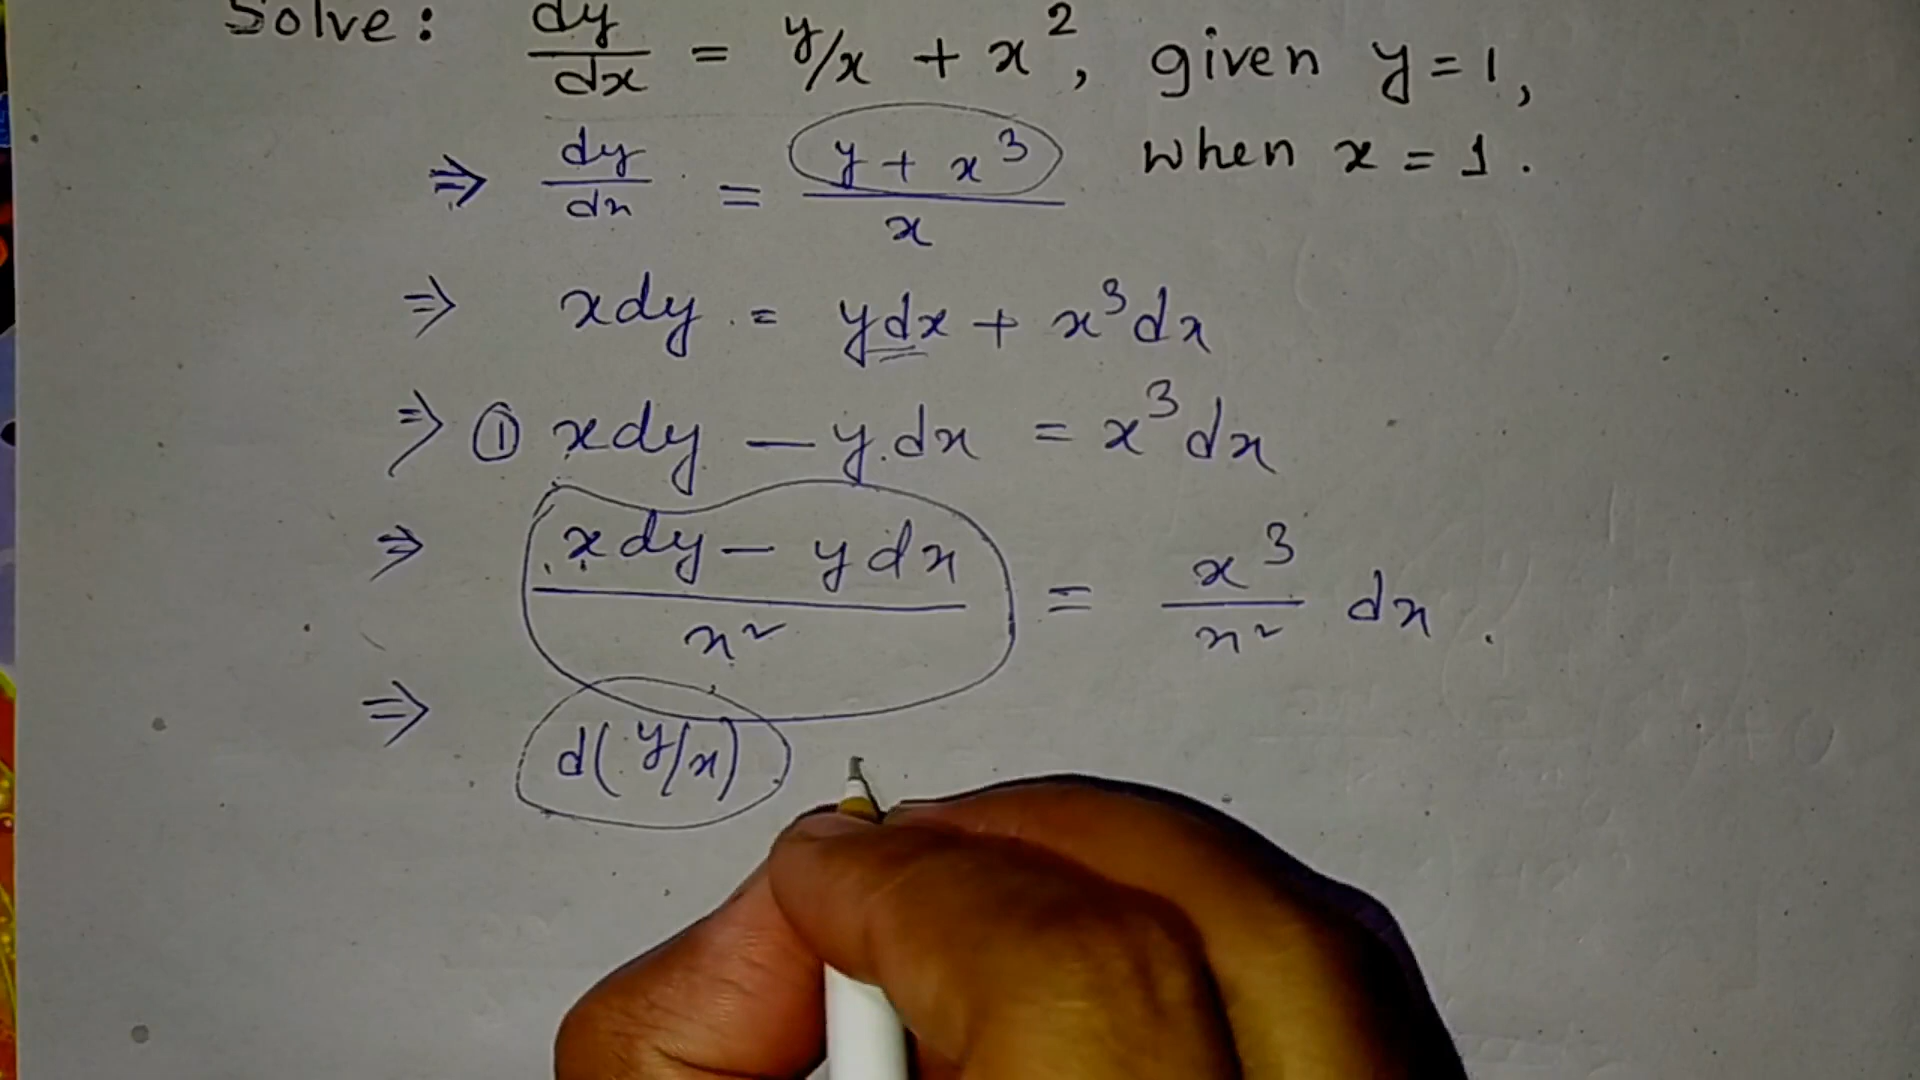 Solve: dy/dx = y/x + x², given y=1,
when x=1.
⇒ dy/dx = (y + x³)/x
⇒ xdy = ydx + x³dx
⇒ ① xdy – y.dx = x³dx
⇒ (xdy – ydx)/x² = x³/x² dx.
⇒ d(y/x)